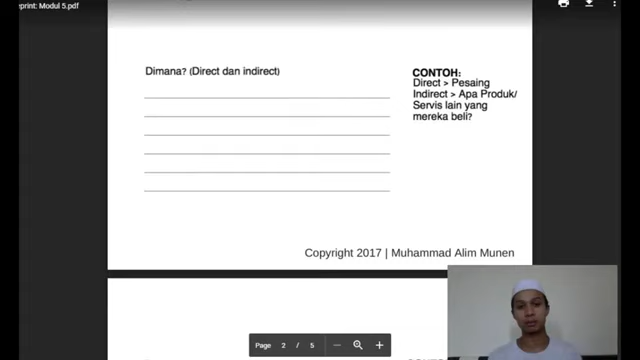 eprint: Modul 5.pdf
Dimana? (Direct dan indirect)
CONTOH:
Direct > Pesaing
Indirect > Apa Produk/
Servis lain yang
mereka beli?
Copyright 2017 | Muhammad Alim Munen
Page 2 / 5